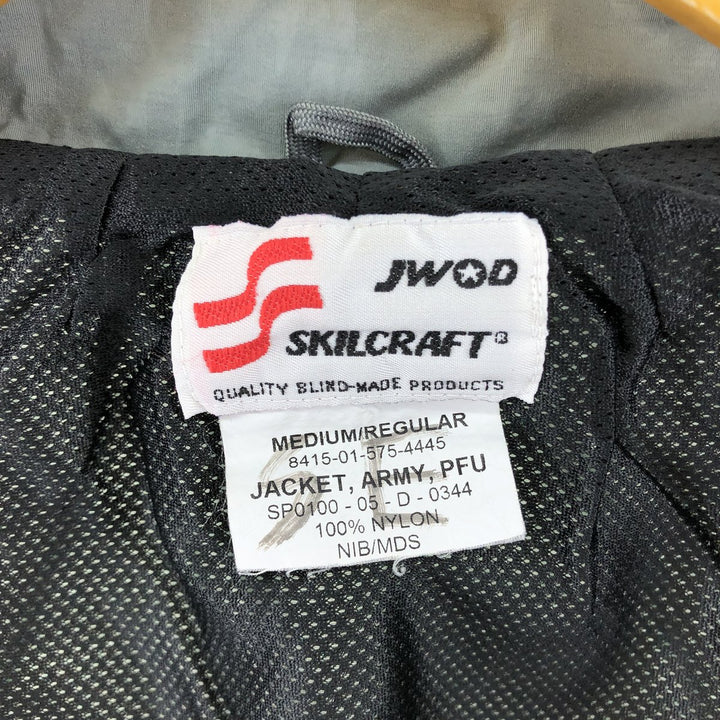 JWOD
SKILCRAFT®
QUALITY BLIND-MADE PRODUCTS
MEDIUM/REGULAR
8415-01-575-4445
JACKET, ARMY, PFU
SP0100 - 05 - D - 0344
100% NYLON
NIB/MDS